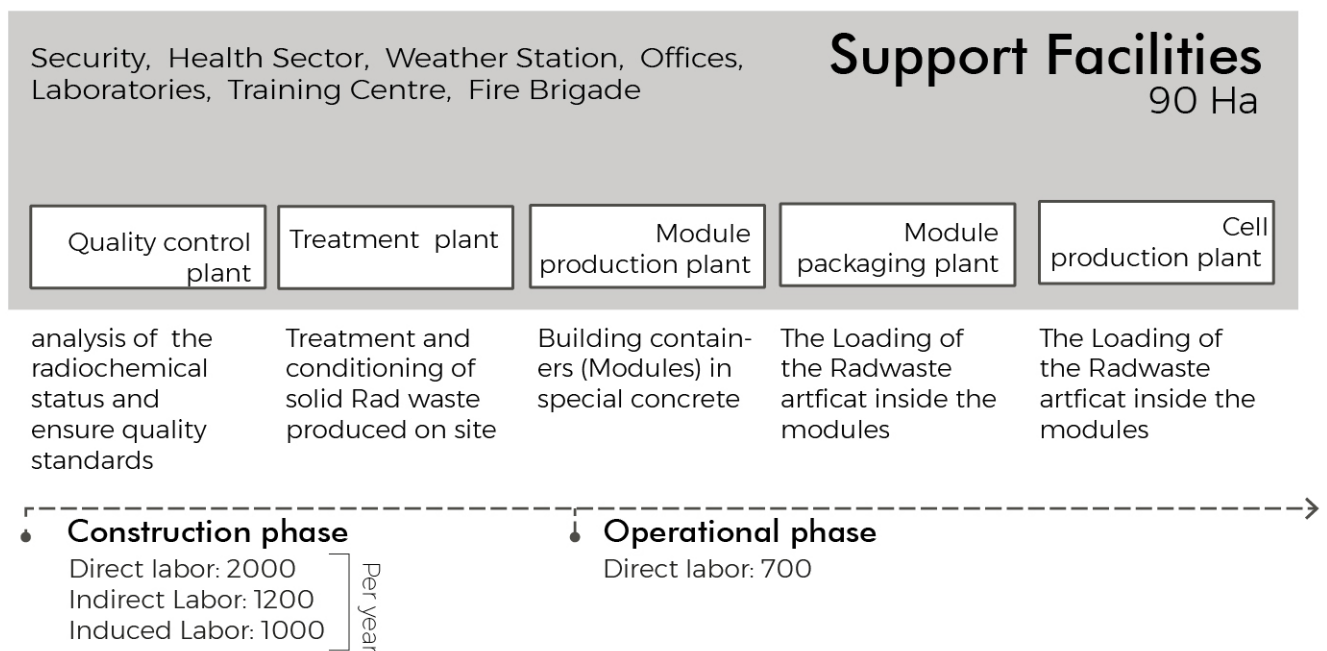 Security, Health Sector, Weather Station, Offices,
Laboratories, Training Centre, Fire Brigade
Support Facilities
90 Ha
Quality control
plant
Treatment plant
Module
production plant
Module
packaging plant
Cell
production plant
analysis of the
radiochemical
status and
ensure quality
standards
Treatment and
conditioning of
solid Rad waste
produced on site
Building contain-
ers (Modules) in
special concrete
The Loading of
the Radwaste
artficat inside the
modules
The Loading of
the Radwaste
artficat inside the
modules
Construction phase
Direct labor: 2000
Indirect Labor: 1200
Induced Labor: 1000
Per year
Operational phase
Direct labor: 700